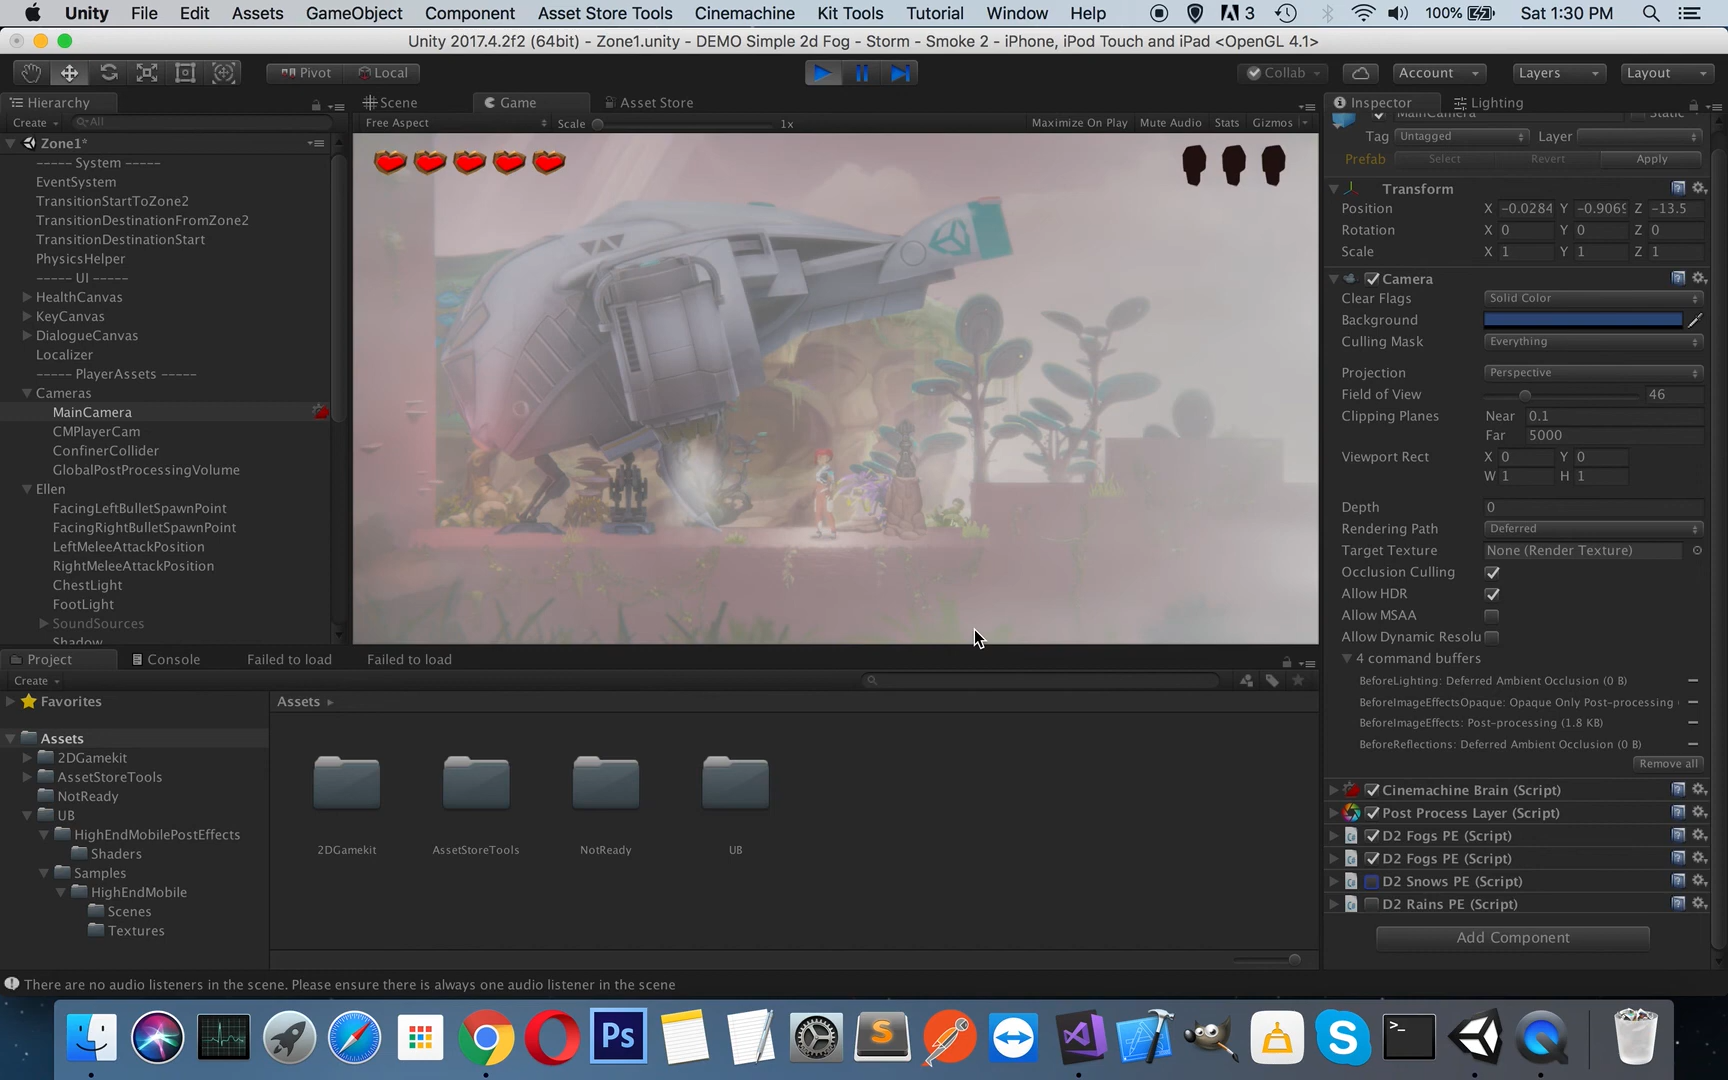 Unity File Edit Assets GameObject Component Asset Store Tools Cinemachine Kit Tools Tutorial Window Help 3 100% Sat 1:30 PM
Unity 2017.4.2f2 (64bit) - Zone1.unity - DEMO Simple 2d Fog - Storm - Smoke 2 - iPhone, iPod Touch and iPad <OpenGL 4.1>
Pivot Local Collab Account Layers Layout
Hierarchy
Create All
Zone1*
----- System -----
EventSystem
TransitionStartToZone2
TransitionDestinationFromZone2
TransitionDestinationStart
PhysicsHelper
----- UI -----
HealthCanvas
KeyCanvas
DialogueCanvas
Localizer
----- PlayerAssets -----
Cameras
MainCamera
CMPlayerCam
ConfinerCollider
GlobalPostProcessingVolume
Ellen
FacingLeftBulletSpawnPoint
FacingRightBulletSpawnPoint
LeftMeleeAttackPosition
RightMeleeAttackPosition
ChestLight
FootLight
SoundSources
Shadow
Scene Game Asset Store
Free Aspect Scale 1x Maximize On Play Mute Audio Stats Gizmos
Inspector Lighting
MainCamera Static
Tag Untagged Layer
Prefab Select Revert Apply
Transform
Position X -0.0284 Y -0.9069 Z -13.5
Rotation X 0 Y 0 Z 0
Scale X 1 Y 1 Z 1
Camera
Clear Flags Solid Color
Background
Culling Mask Everything
Projection Perspective
Field of View 46
Clipping Planes Near 0.1
Far 5000
Viewport Rect X 0 Y 0
W 1 H 1
Depth 0
Rendering Path Deferred
Target Texture None (Render Texture)
Occlusion Culling
Allow HDR
Allow MSAA
Allow Dynamic Resolu
4 command buffers
BeforeLighting: Deferred Ambient Occlusion (0 B)
BeforeImageEffectsOpaque: Opaque Only Post-processing
BeforeImageEffects: Post-processing (1.8 KB)
BeforeReflections: Deferred Ambient Occlusion (0 B)
Remove all
Cinemachine Brain (Script)
Post Process Layer (Script)
D2 Fogs PE (Script)
D2 Fogs PE (Script)
D2 Snows PE (Script)
D2 Rains PE (Script)
Add Component
Project Console Failed to load Failed to load
Create
Favorites
Assets
2DGamekit
AssetStoreTools
NotReady
UB
HighEndMobilePostEffects
Shaders
Samples
HighEndMobile
Scenes
Textures
Assets
2DGamekit AssetStoreTools NotReady UB
There are no audio listeners in the scene. Please ensure there is always one audio listener in the scene
Ps
S
>_